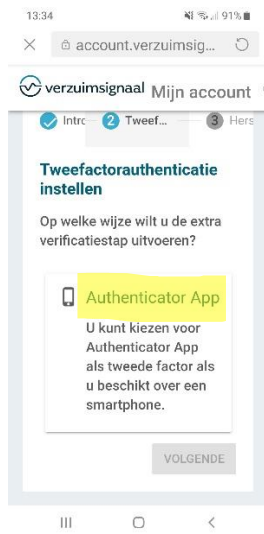 13:34 91%
account.verzuimsig...
verzuimsignaal Mijn account
Intro 2 Tweef... 3 Hers
Tweefactorauthenticatie
instellen
Op welke wijze wilt u de extra
verificatiestap uitvoeren?
Authenticator App
U kunt kiezen voor
Authenticator App
als tweede factor als
u beschikt over een
smartphone.
VOLGENDE